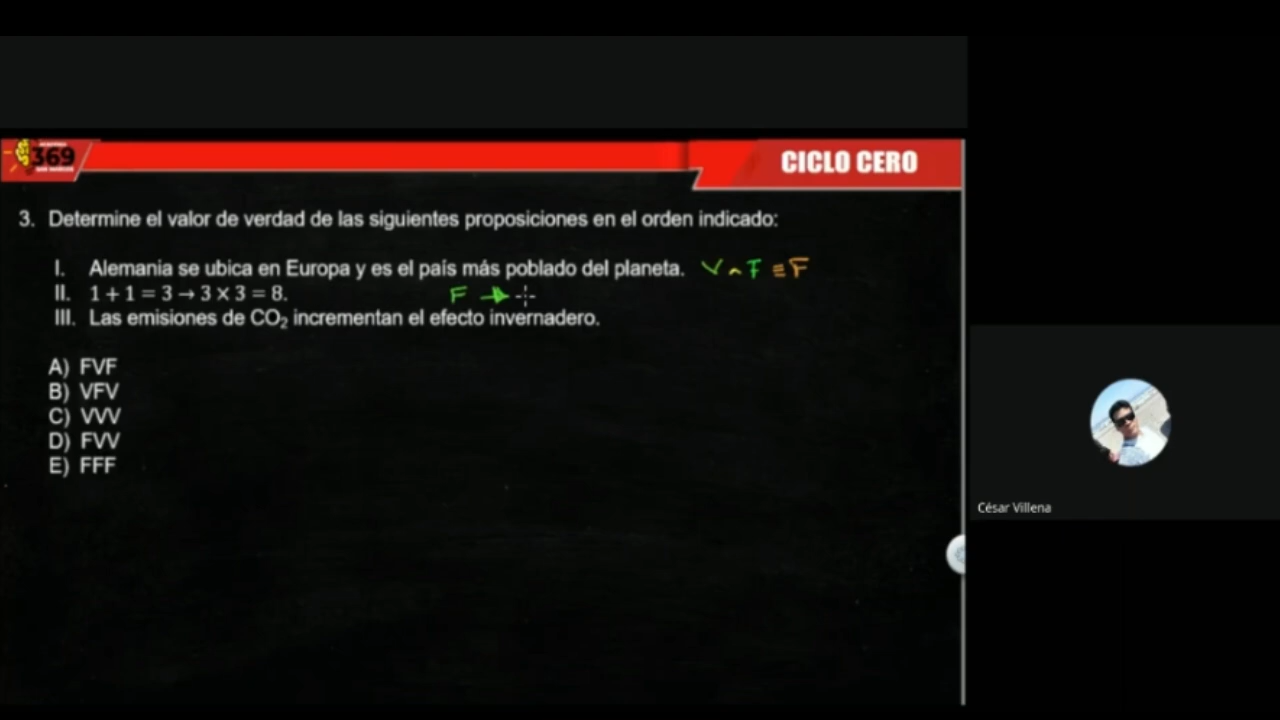 369
CICLO CERO
3. Determine el valor de verdad de las siguientes proposiciones en el orden indicado:
I. Alemania se ubica en Europa y es el país más poblado del planeta. V ∧ F ≡ F
II. 1 + 1 = 3 → 3 × 3 = 8. F →
III. Las emisiones de CO₂ incrementan el efecto invernadero.
A) FVF
B) VFV
C) VVV
D) FVV
E) FFF
César Villena